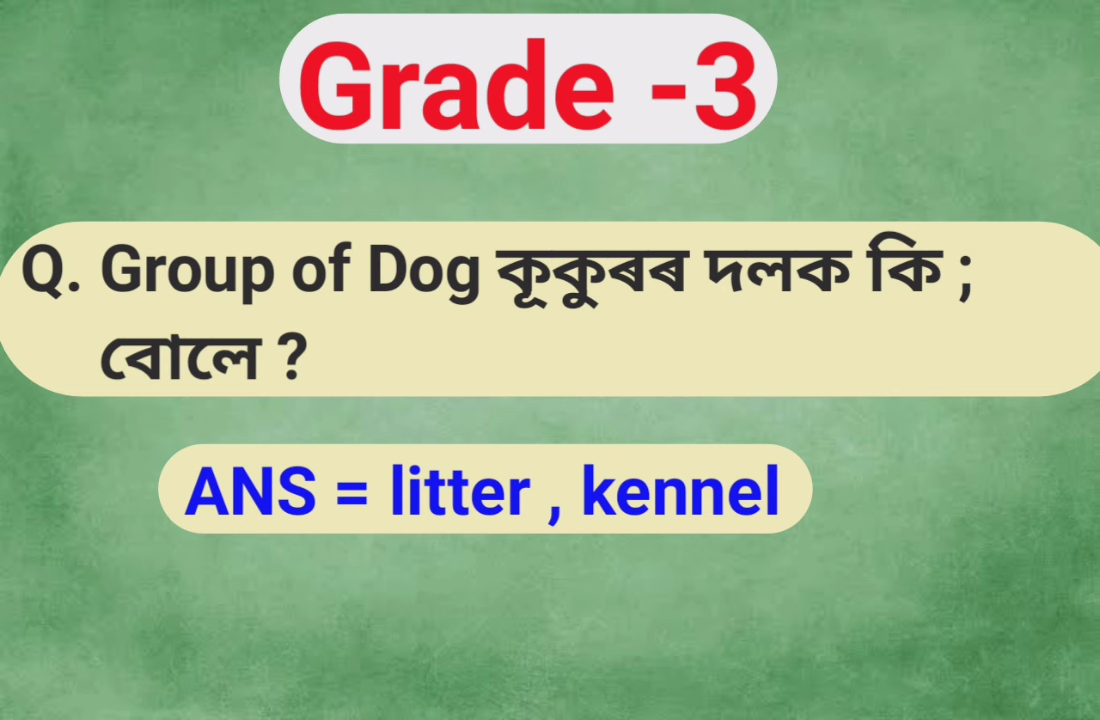 Grade -3
Q. Group of Dog কূকুৰৰ দলক কি ;
বোলে ?
ANS = litter , kennel